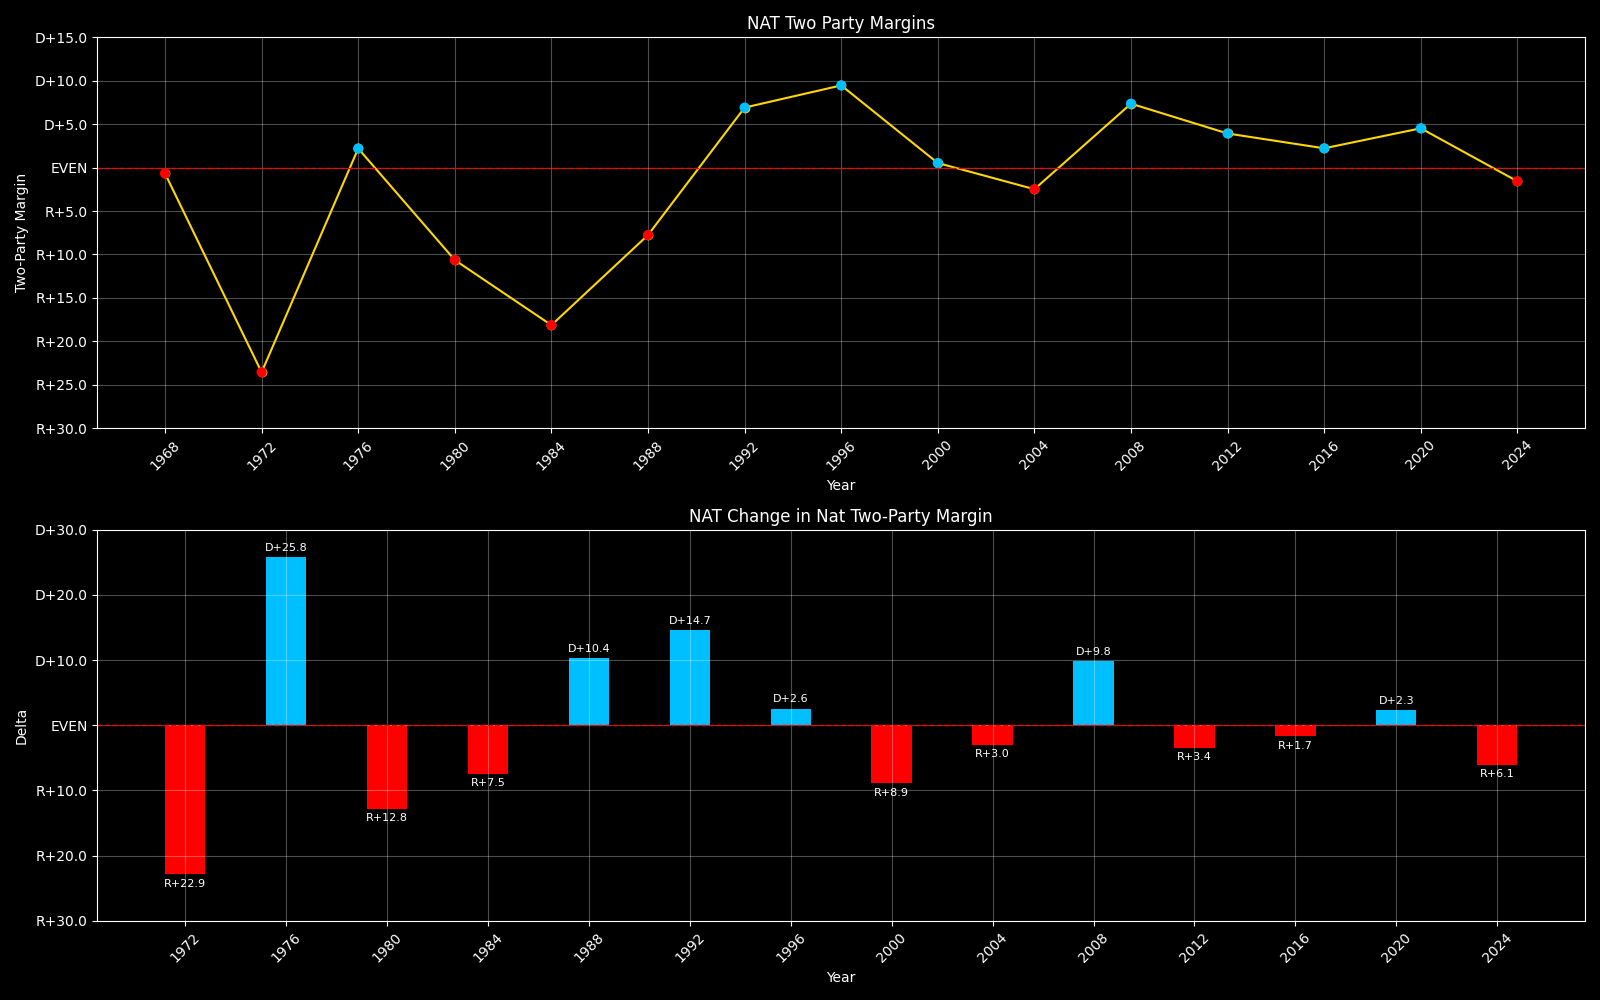 NAT Two Party Margins
D+15.0
D+10.0
D+5.0
EVEN
R+5.0
R+10.0
R+15.0
R+20.0
R+25.0
R+30.0
Two-Party Margin
1968
1972
1976
1980
1984
1988
1992
1996
2000
2004
2008
2012
2016
2020
2024
Year
NAT Change in Nat Two-Party Margin
D+30.0
D+20.0
D+10.0
EVEN
R+10.0
R+20.0
R+30.0
Delta
R+22.9
D+25.8
R+12.8
R+7.5
D+10.4
D+14.7
D+2.6
R+8.9
R+3.0
D+9.8
R+3.4
R+1.7
D+2.3
R+6.1
1972
1976
1980
1984
1988
1992
1996
2000
2004
2008
2012
2016
2020
2024
Year